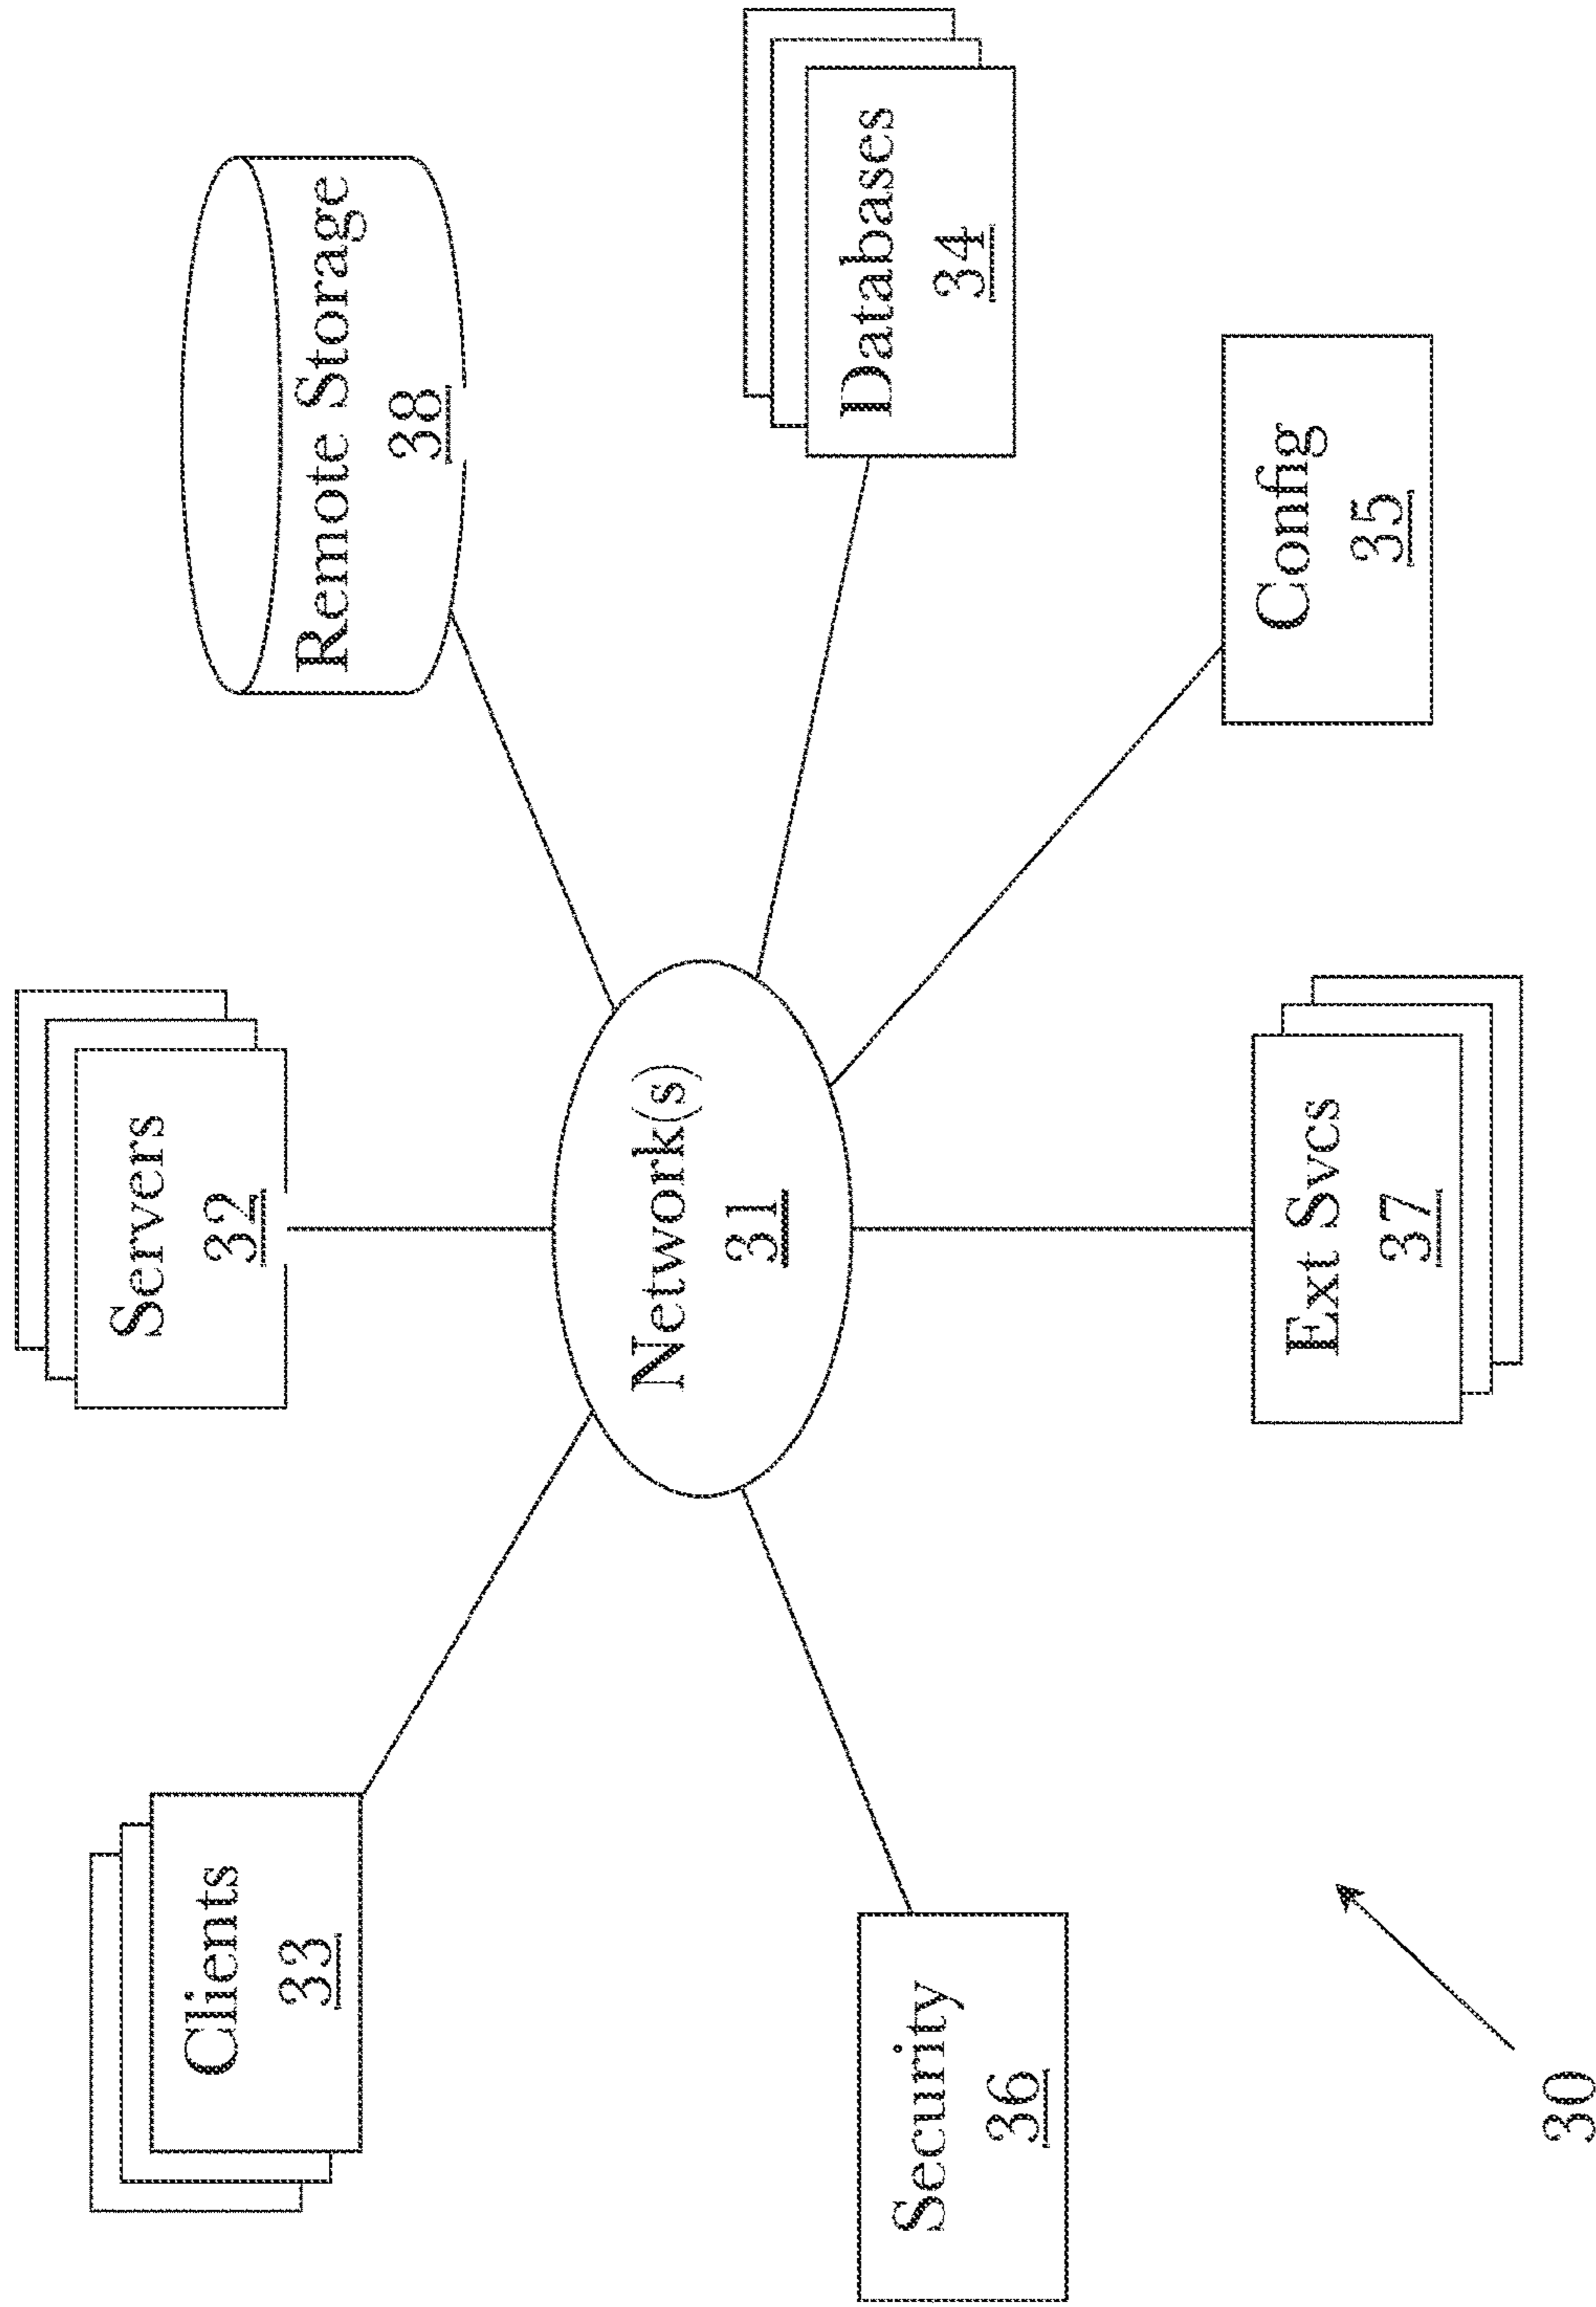 Clients
33
Servers
32
Remote Storage
38
Network(s)
31
Databases
34
Security
36
Ext Svcs
37
Config
35
30